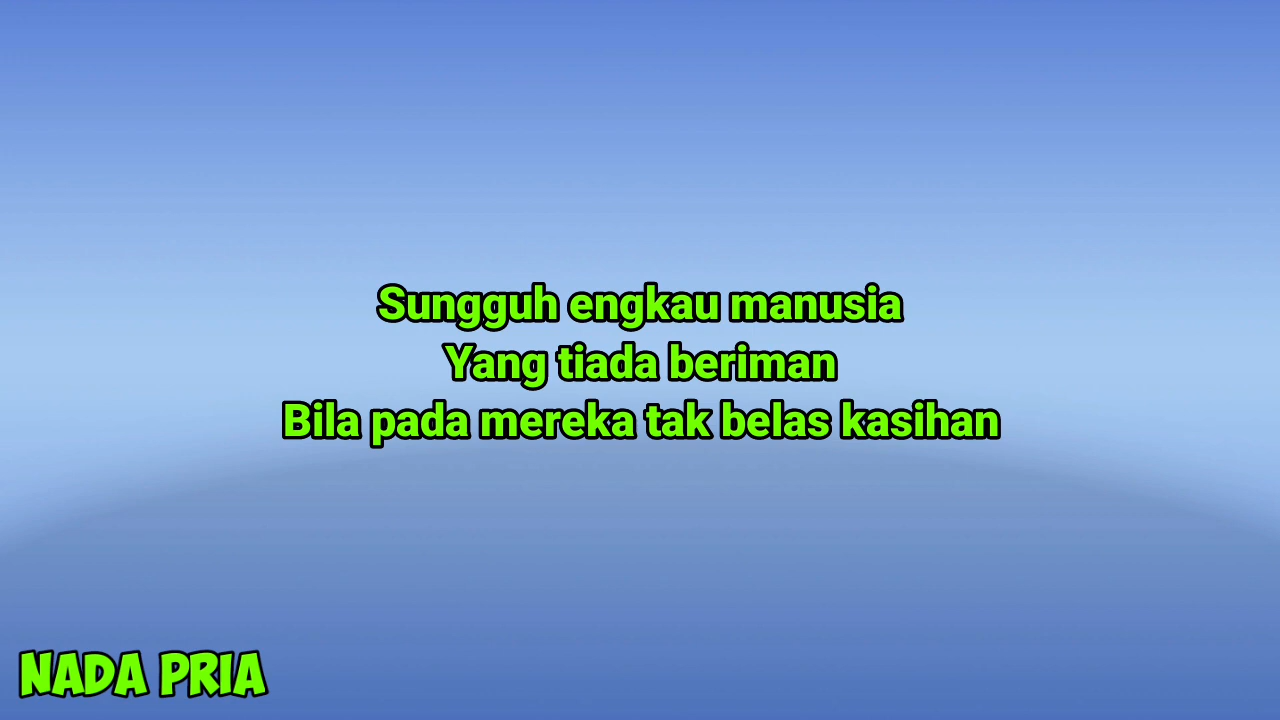 Sungguh engkau manusia
Yang tiada beriman
Bila pada mereka tak belas kasihan
NADA PRIA